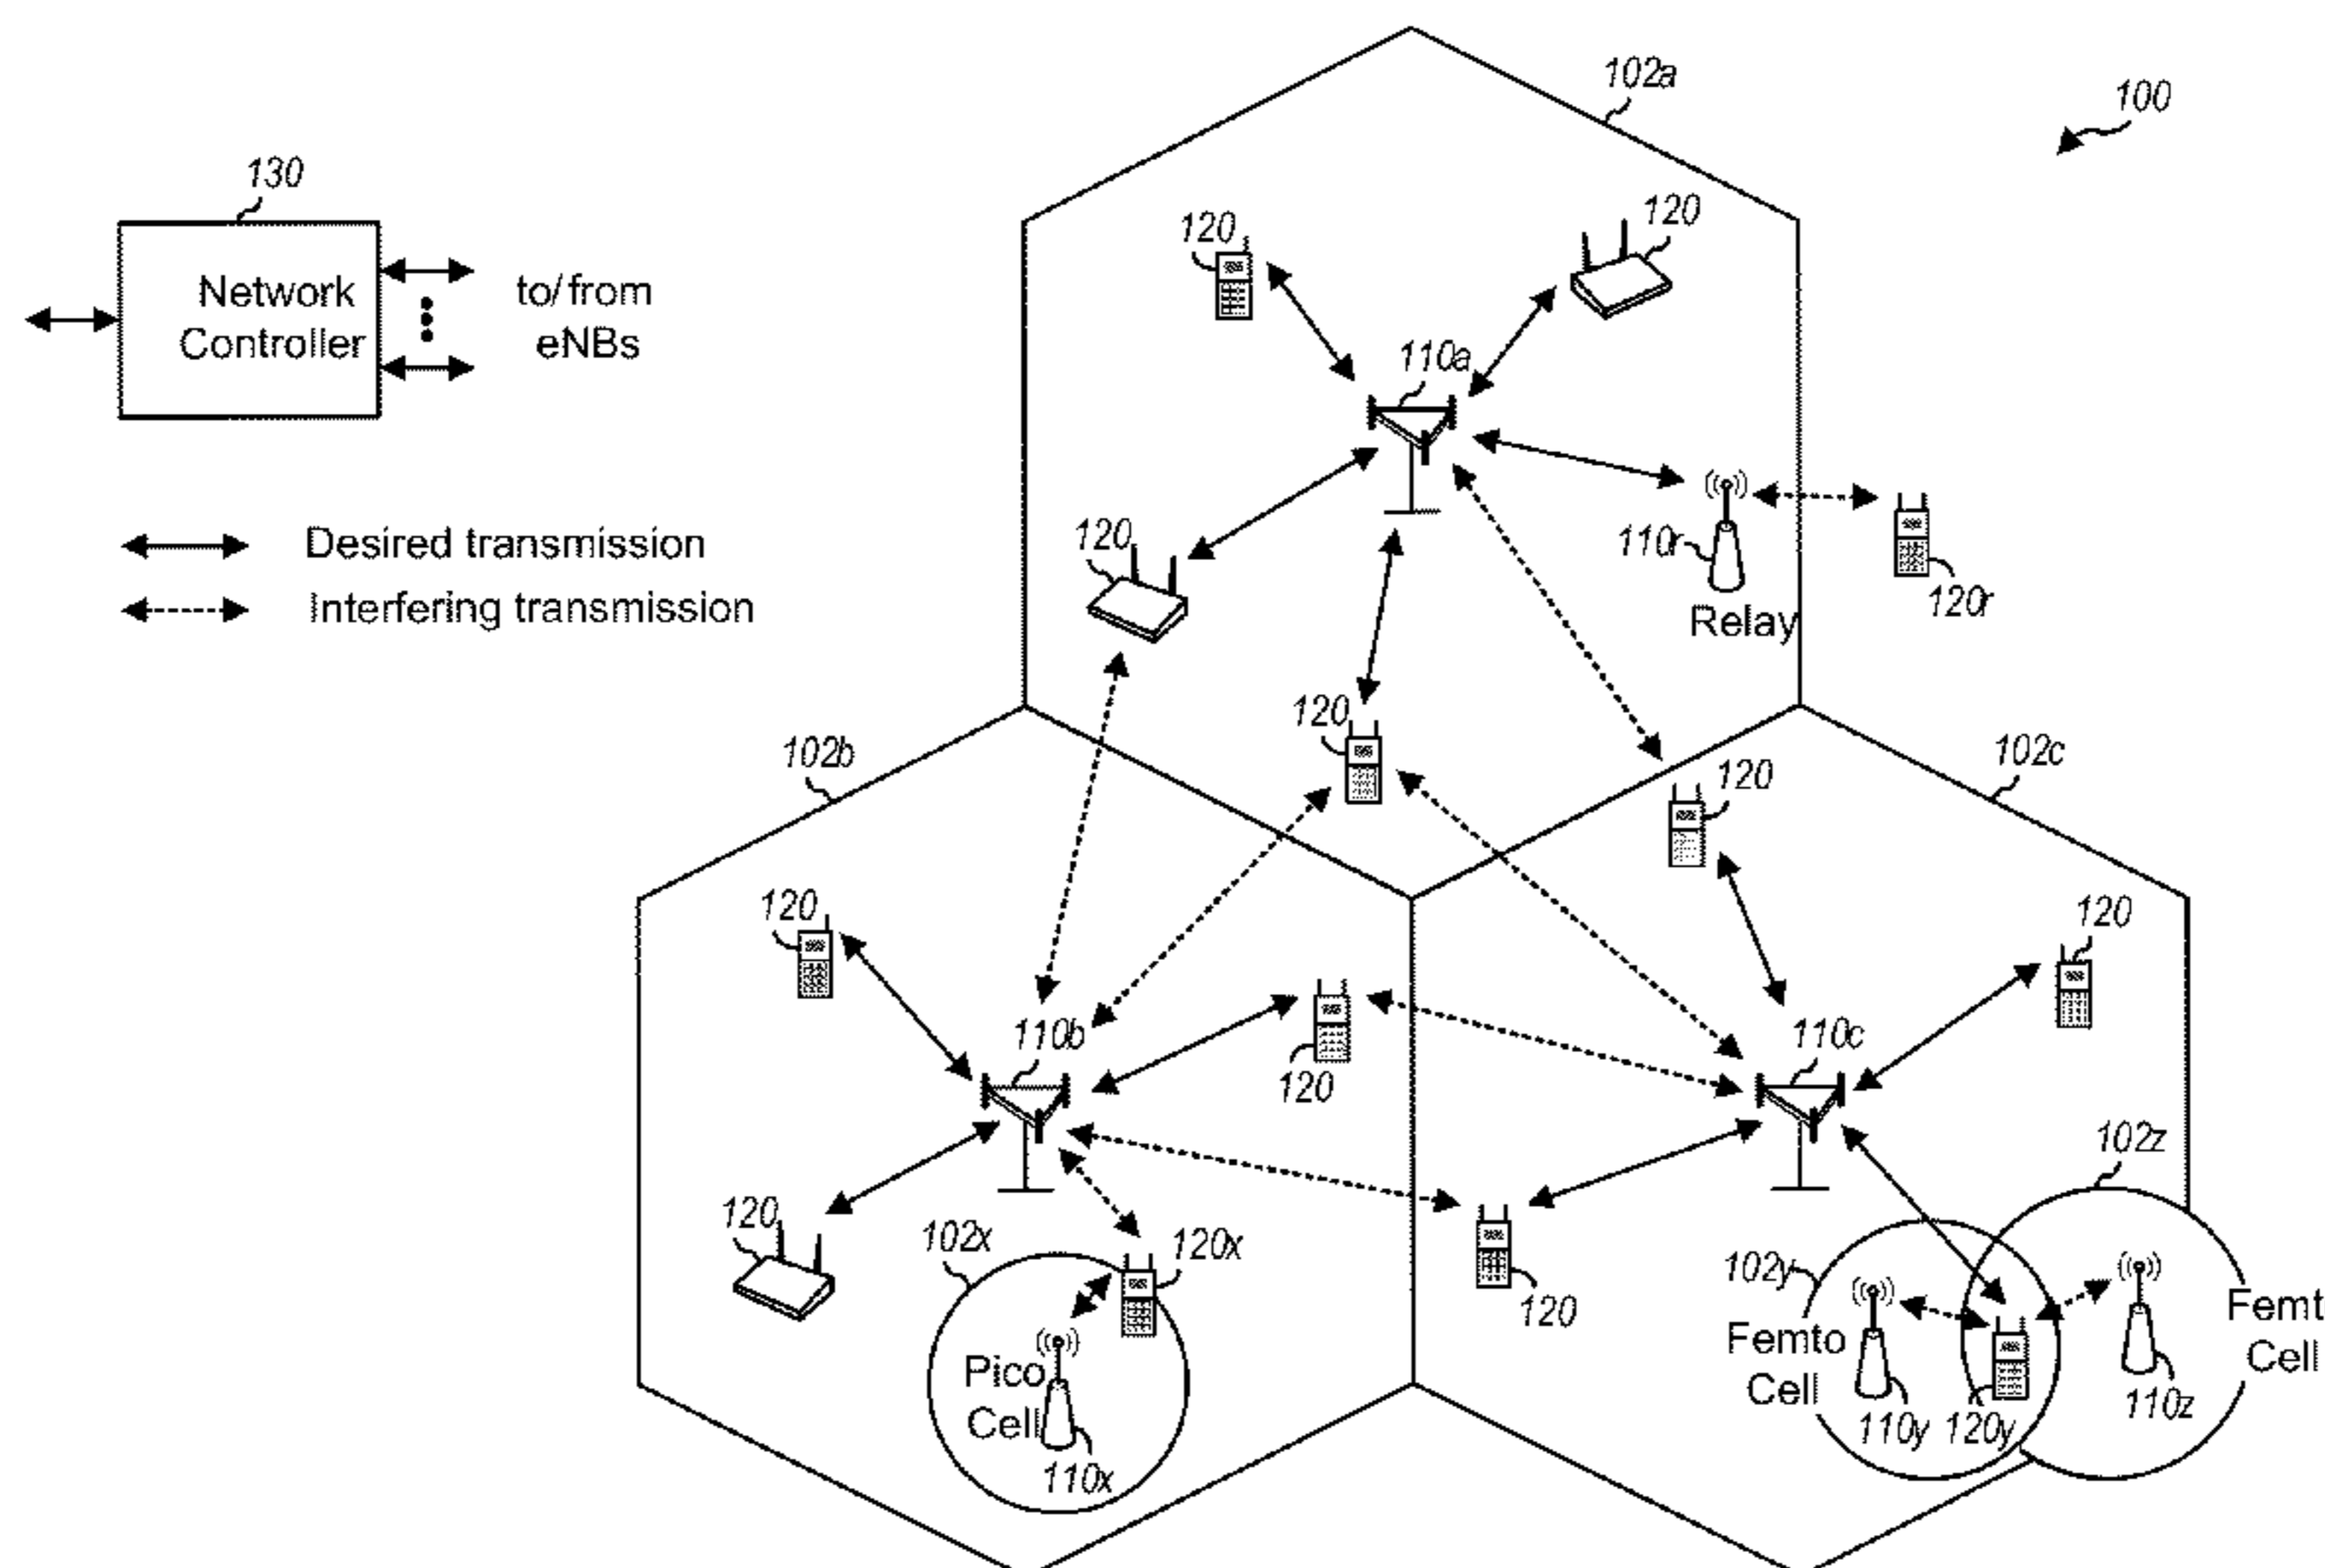 102a
100
130
120
120
Network
Controller
to/from
eNBs
110a
Desired transmission
Interfering transmission
120
110r
120r
Relay
120
102b
120
102c
120
120
110b
120
110c
102z
120
102x
120x
102y
120
Femto
Cell
Femt
Cell
Pico
Cell
110x
110y
120y
110z